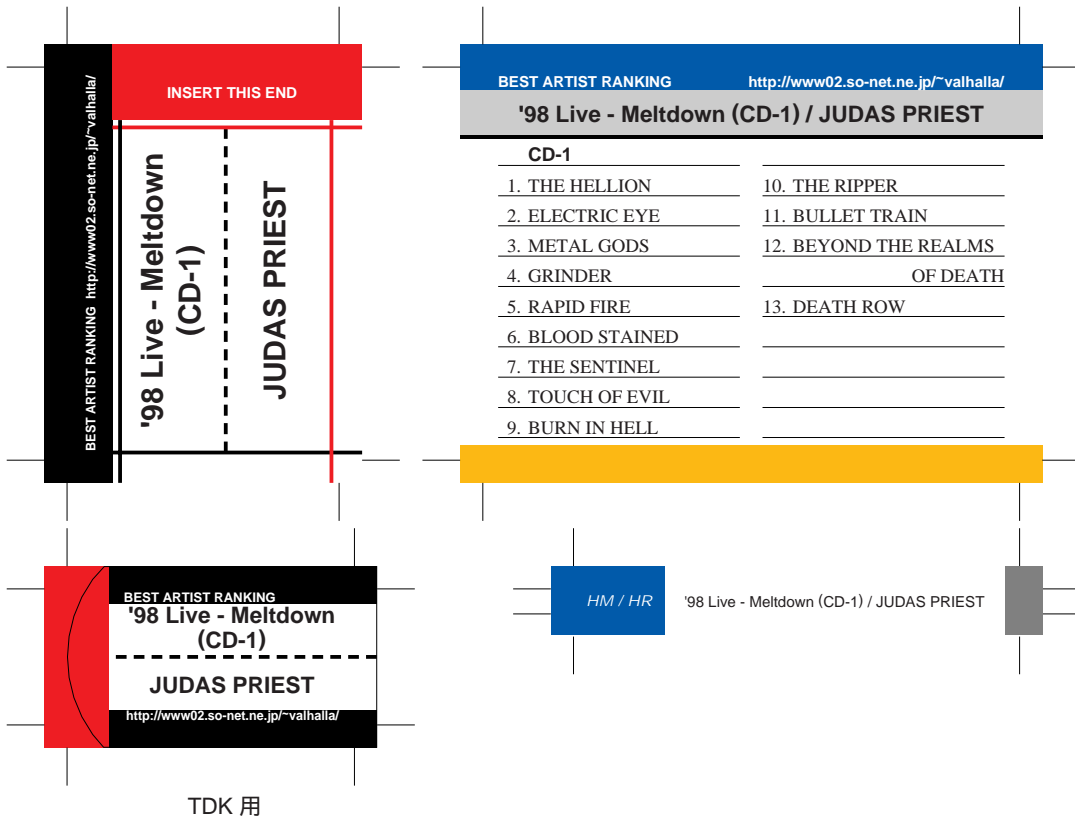 BEST ARTIST RANKING http://www02.so-net.ne.jp/~valhalla/
INSERT THIS END
'98 Live - Meltdown
(CD-1)
JUDAS PRIEST
BEST ARTIST RANKING http://www02.so-net.ne.jp/~valhalla/
'98 Live - Meltdown (CD-1) / JUDAS PRIEST
CD-1
1. THE HELLION
2. ELECTRIC EYE
3. METAL GODS
4. GRINDER
5. RAPID FIRE
6. BLOOD STAINED
7. THE SENTINEL
8. TOUCH OF EVIL
9. BURN IN HELL
10. THE RIPPER
11. BULLET TRAIN
12. BEYOND THE REALMS
OF DEATH
13. DEATH ROW
BEST ARTIST RANKING
'98 Live - Meltdown
(CD-1)
JUDAS PRIEST
http://www02.so-net.ne.jp/~valhalla/
TDK 用
HM / HR
'98 Live - Meltdown (CD-1) / JUDAS PRIEST